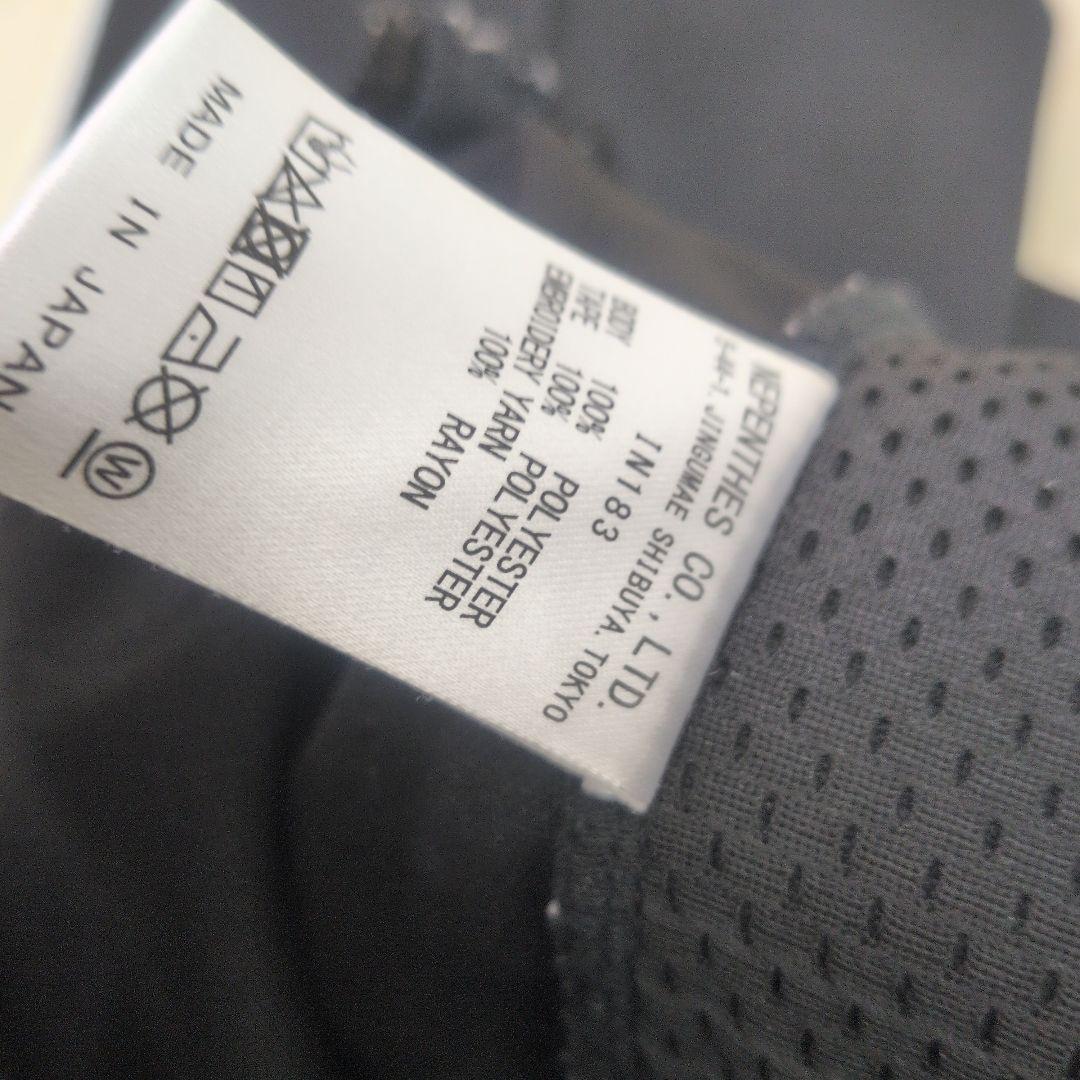 NEPENTHES CO., LTD.
5-44-1, JINGUMAE SHIBUYA, TOKYO
IN183
BODY 100% POLYESTER
TAPE 100% POLYESTER
EMBROIDERY YARN
100% RAYON
W
MADE IN JAPAN